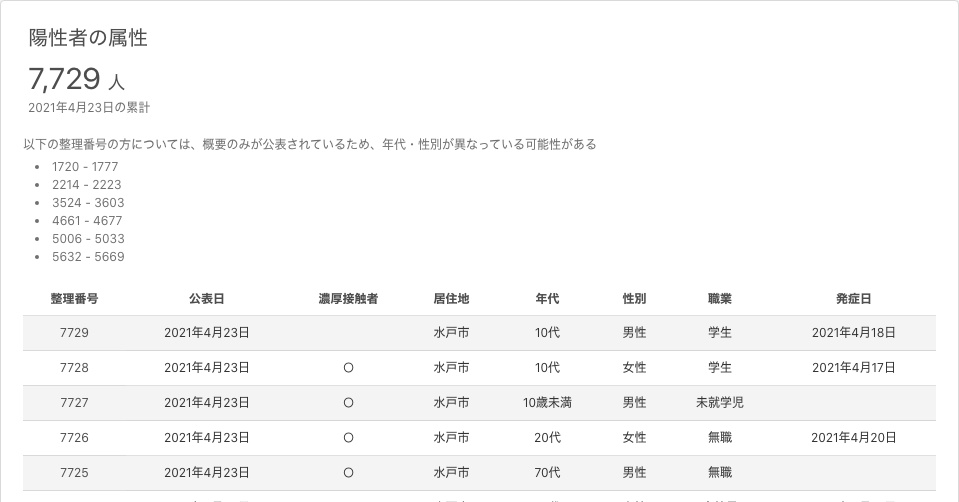 陽性者の属性
7,729 人
2021年4月23日の累計
以下の整理番号の方については、概要のみが公表されているため、年代・性別が異なっている可能性がある
• 1720 - 1777
• 2214 - 2223
• 3524 - 3603
• 4661 - 4677
• 5006 - 5033
• 5632 - 5669
整理番号 公表日 濃厚接触者 居住地 年代 性別 職業 発症日
7729 2021年4月23日 水戸市 10代 男性 学生 2021年4月18日
7728 2021年4月23日 〇 水戸市 10代 女性 学生 2021年4月17日
7727 2021年4月23日 〇 水戸市 10歳未満 男性 未就学児
7726 2021年4月23日 〇 水戸市 20代 女性 無職 2021年4月20日
7725 2021年4月23日 〇 水戸市 70代 男性 無職